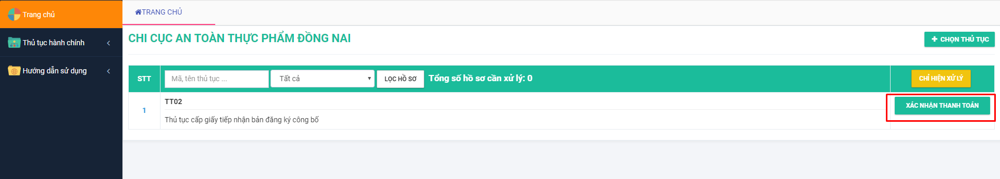 Trang chủ
Thủ tục hành chính
Hướng dẫn sử dụng
TRANG CHỦ
CHI CỤC AN TOÀN THỰC PHẨM ĐỒNG NAI
CHỌN THỦ TỤC
STT
Mã, tên thủ tục ...
Tất cả
LỌC HỒ SƠ
Tổng số hồ sơ cần xử lý: 0
CHỈ HIỆN XỬ LÝ
1
TT02
Thủ tục cấp giấy tiếp nhận bản đăng ký công bố
XÁC NHẬN THANH TOÁN